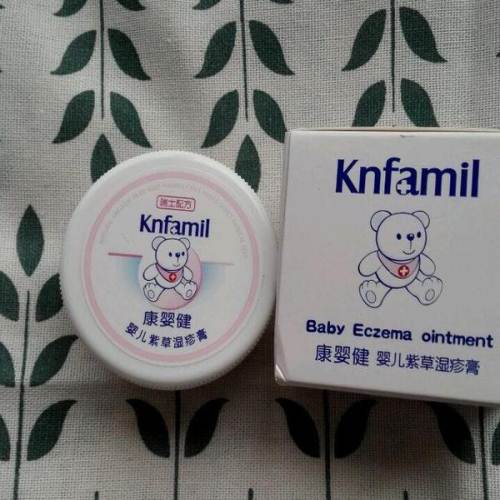 瑞士配方
Knfamil
康婴健
婴儿紫草湿疹膏
Knfamil
Baby Eczema ointment
康婴健 婴儿紫草湿疹膏